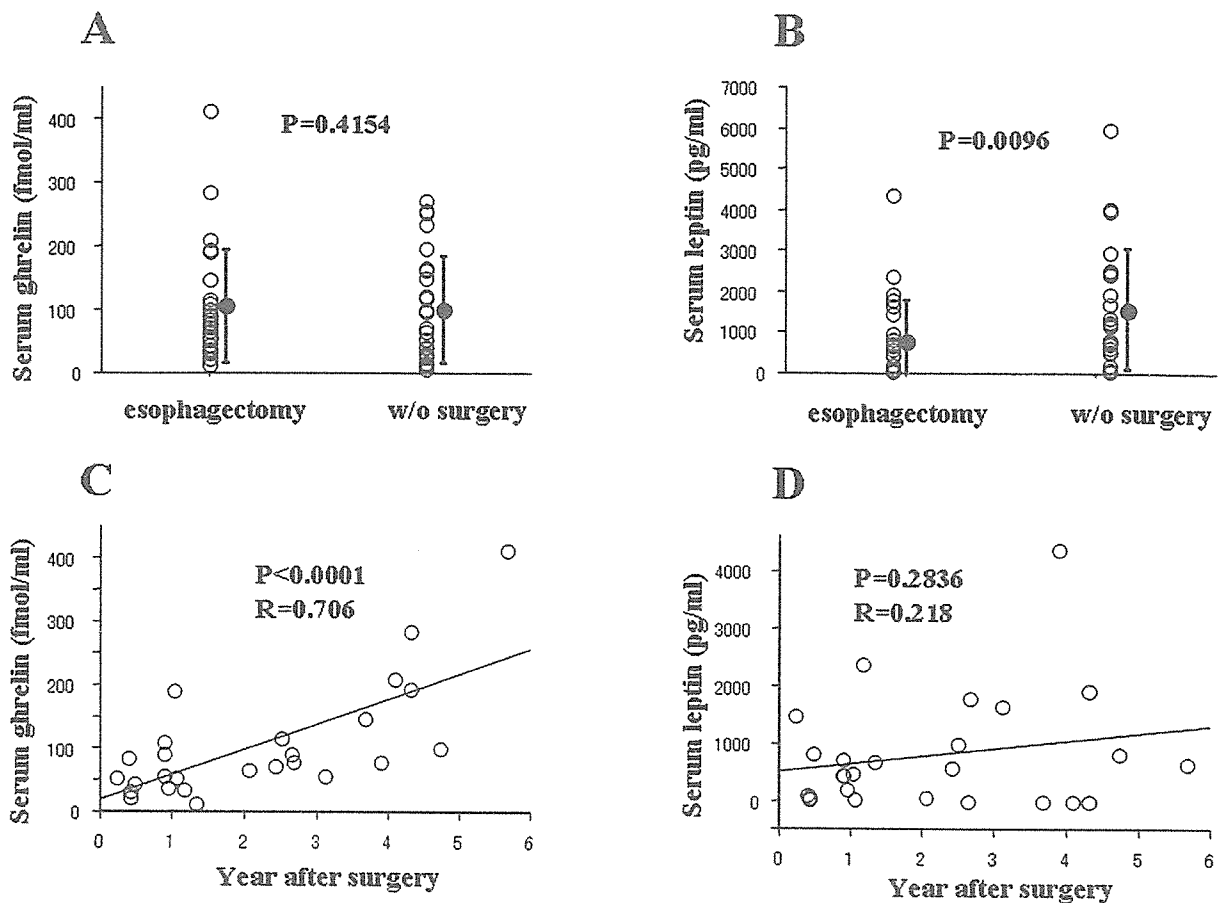 A
Serum ghrelin (fmol/ml)
400
300
200
100
0
P=0.4154
esophagectomy
w/o surgery
B
Serum leptin (pg/ml)
7000
6000
5000
4000
3000
2000
1000
0
P=0.0096
esophagectomy
w/o surgery
C
Serum ghrelin (fmol/ml)
400
300
200
100
0
P<0.0001
R=0.706
0 1 2 3 4 5 6
Year after surgery
D
Serum leptin (pg/ml)
4000
3000
2000
1000
0
P=0.2836
R=0.218
0 1 2 3 4 5 6
Year after surgery